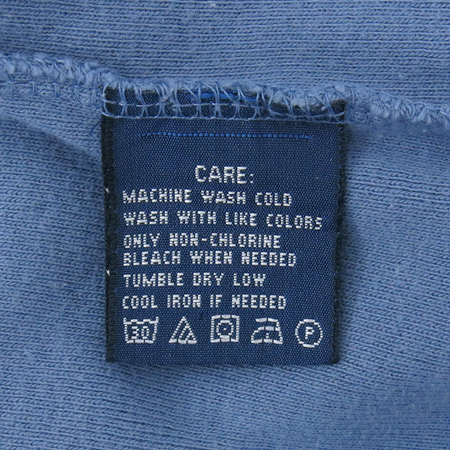 CARE:
MACHINE WASH COLD
WASH WITH LIKE COLORS
ONLY NON-CHLORINE
BLEACH WHEN NEEDED
TUMBLE DRY LOW
COOL IRON IF NEEDED
30 P